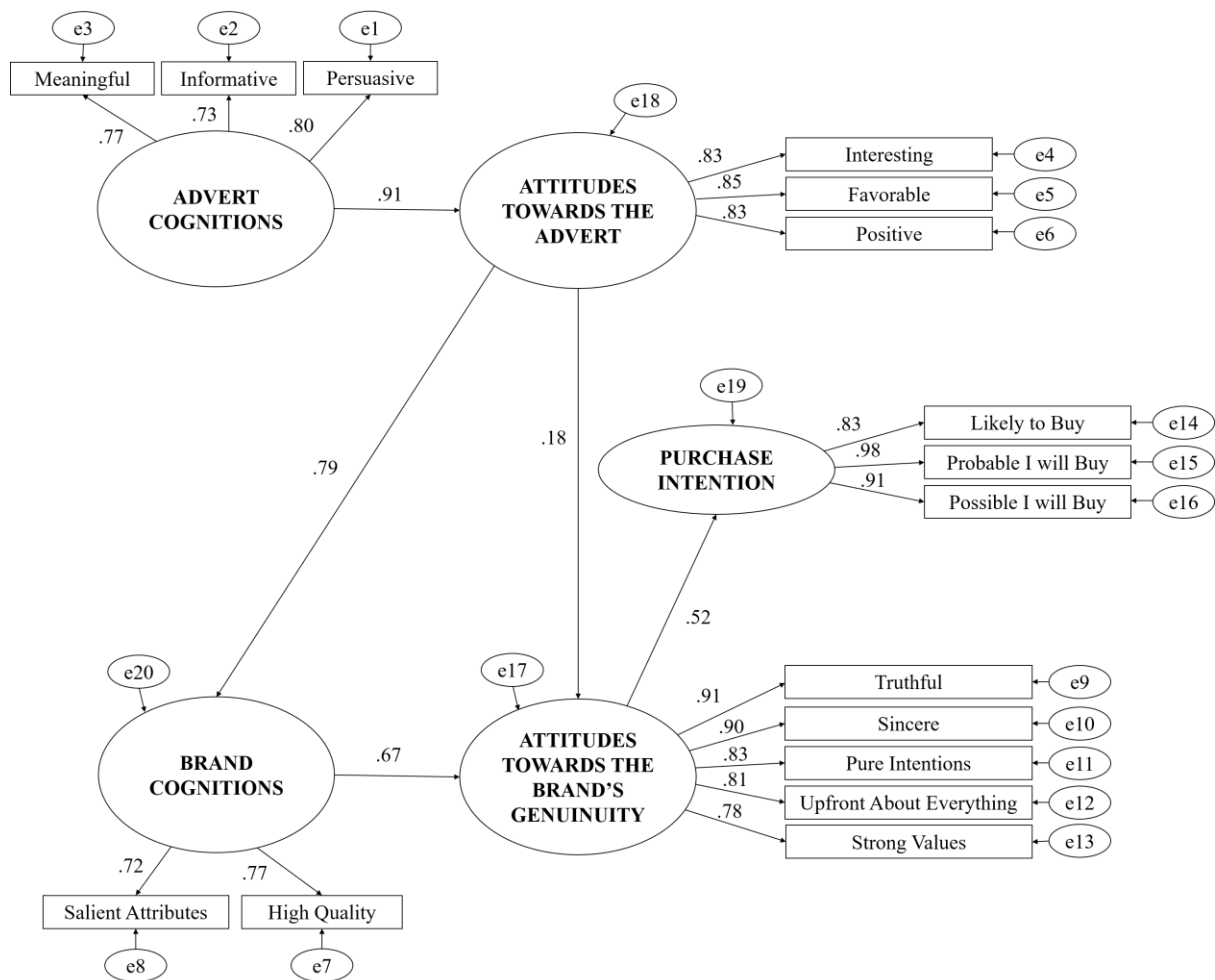 e3
e2
e1
Meaningful
Informative
Persuasive
.77
.73
.80
ADVERT
COGNITIONS
.91
e18
ATTITUDES
TOWARDS THE
ADVERT
.83
.85
.83
Interesting
Favorable
Positive
e4
e5
e6
.79
.18
e19
PURCHASE
INTENTION
.83
.98
.91
Likely to Buy
Probable I will Buy
Possible I will Buy
e14
e15
e16
.52
e20
BRAND
COGNITIONS
.67
e17
ATTITUDES
TOWARDS THE
BRAND’S
GENUINUITY
.91
.90
.83
.81
.78
Truthful
Sincere
Pure Intentions
Upfront About Everything
Strong Values
e9
e10
e11
e12
e13
.72
.77
Salient Attributes
High Quality
e8
e7